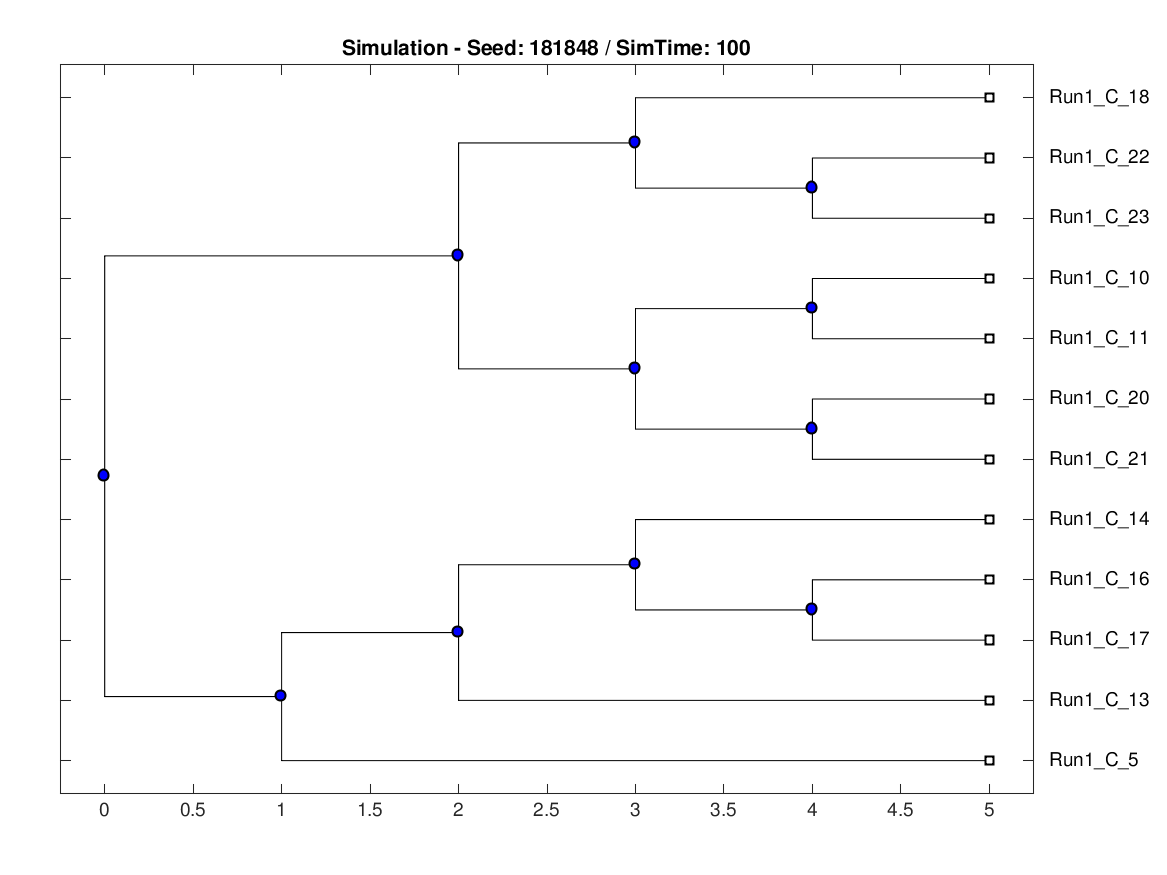 Simulation - Seed: 181848 / SimTime: 100
Run1_C_18
Run1_C_22
Run1_C_23
Run1_C_10
Run1_C_11
Run1_C_20
Run1_C_21
Run1_C_14
Run1_C_16
Run1_C_17
Run1_C_13
Run1_C_5
0 0.5 1 1.5 2 2.5 3 3.5 4 4.5 5